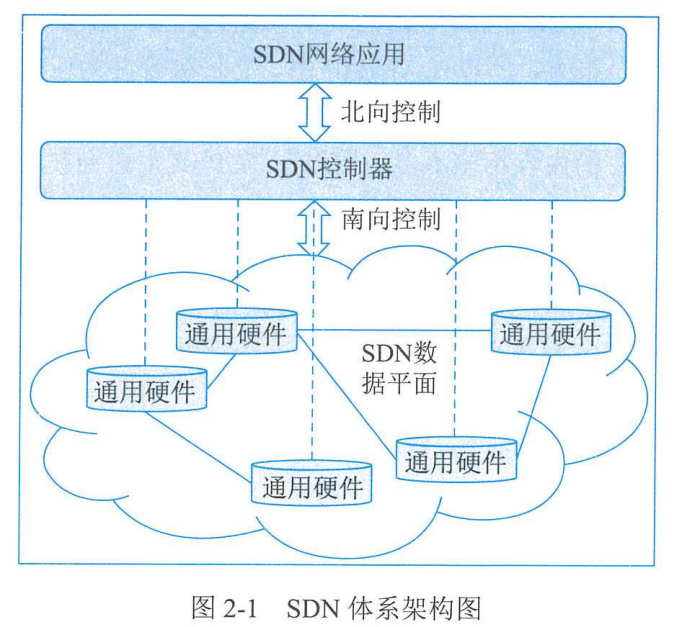 SDN网络应用
北向控制
SDN控制器
南向控制
通用硬件
通用硬件
SDN数
据平面
通用硬件
通用硬件
通用硬件
图 2-1 SDN 体系架构图